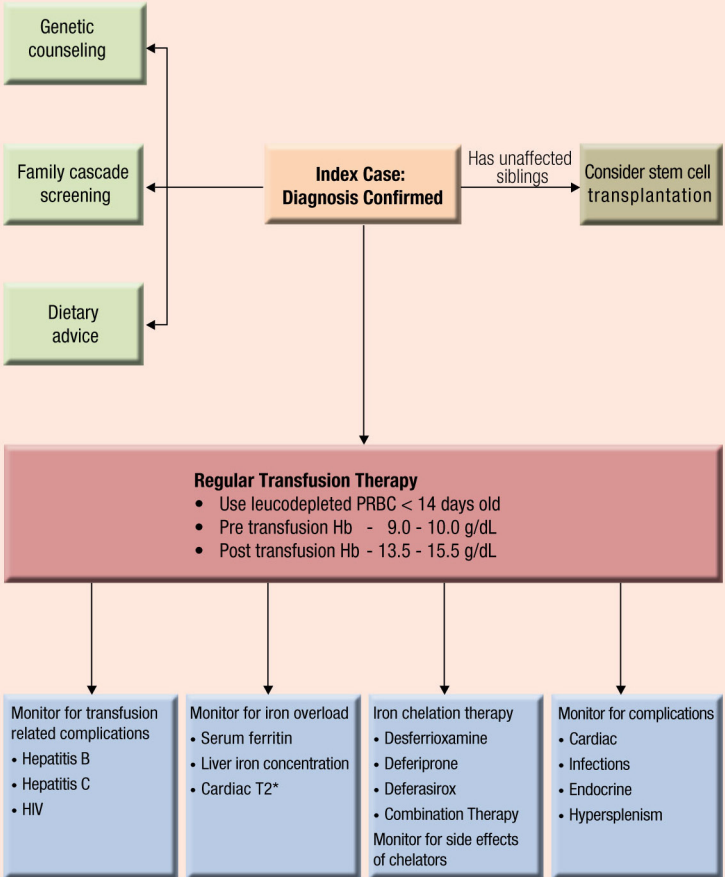 Genetic
counseling
Family cascade
screening
Dietary
advice
Index Case:
Diagnosis Confirmed
Has unaffected
siblings
Consider stem cell
transplantation
Regular Transfusion Therapy
• Use leucodepleted PRBC < 14 days old
• Pre transfusion Hb - 9.0 - 10.0 g/dL
• Post transfusion Hb - 13.5 - 15.5 g/dL
Monitor for transfusion
related complications
• Hepatitis B
• Hepatitis C
• HIV
Monitor for iron overload
• Serum ferritin
• Liver iron concentration
• Cardiac T2*
Iron chelation therapy
• Desferrioxamine
• Deferiprone
• Deferasirox
• Combination Therapy
Monitor for side effects
of chelators
Monitor for complications
• Cardiac
• Infections
• Endocrine
• Hypersplenism